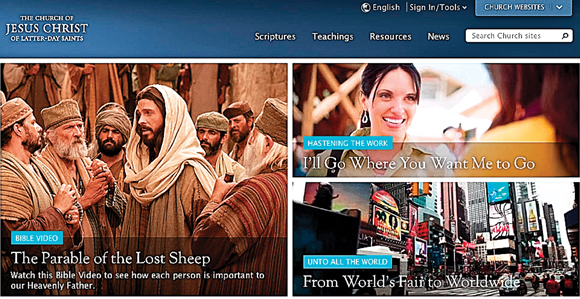 English Sign In/Tools CHURCH WEBSITES
THE CHURCH OF
JESUS CHRIST
OF LATTER-DAY SAINTS
Scriptures Teachings Resources News Search Church sites
BIBLE VIDEO
The Parable of the Lost Sheep
Watch this Bible Video to see how each person is important to
our Heavenly Father.
HASTENING THE WORK
I'll Go Where You Want Me to Go
UNTO ALL THE WORLD
From World's Fair to Worldwide